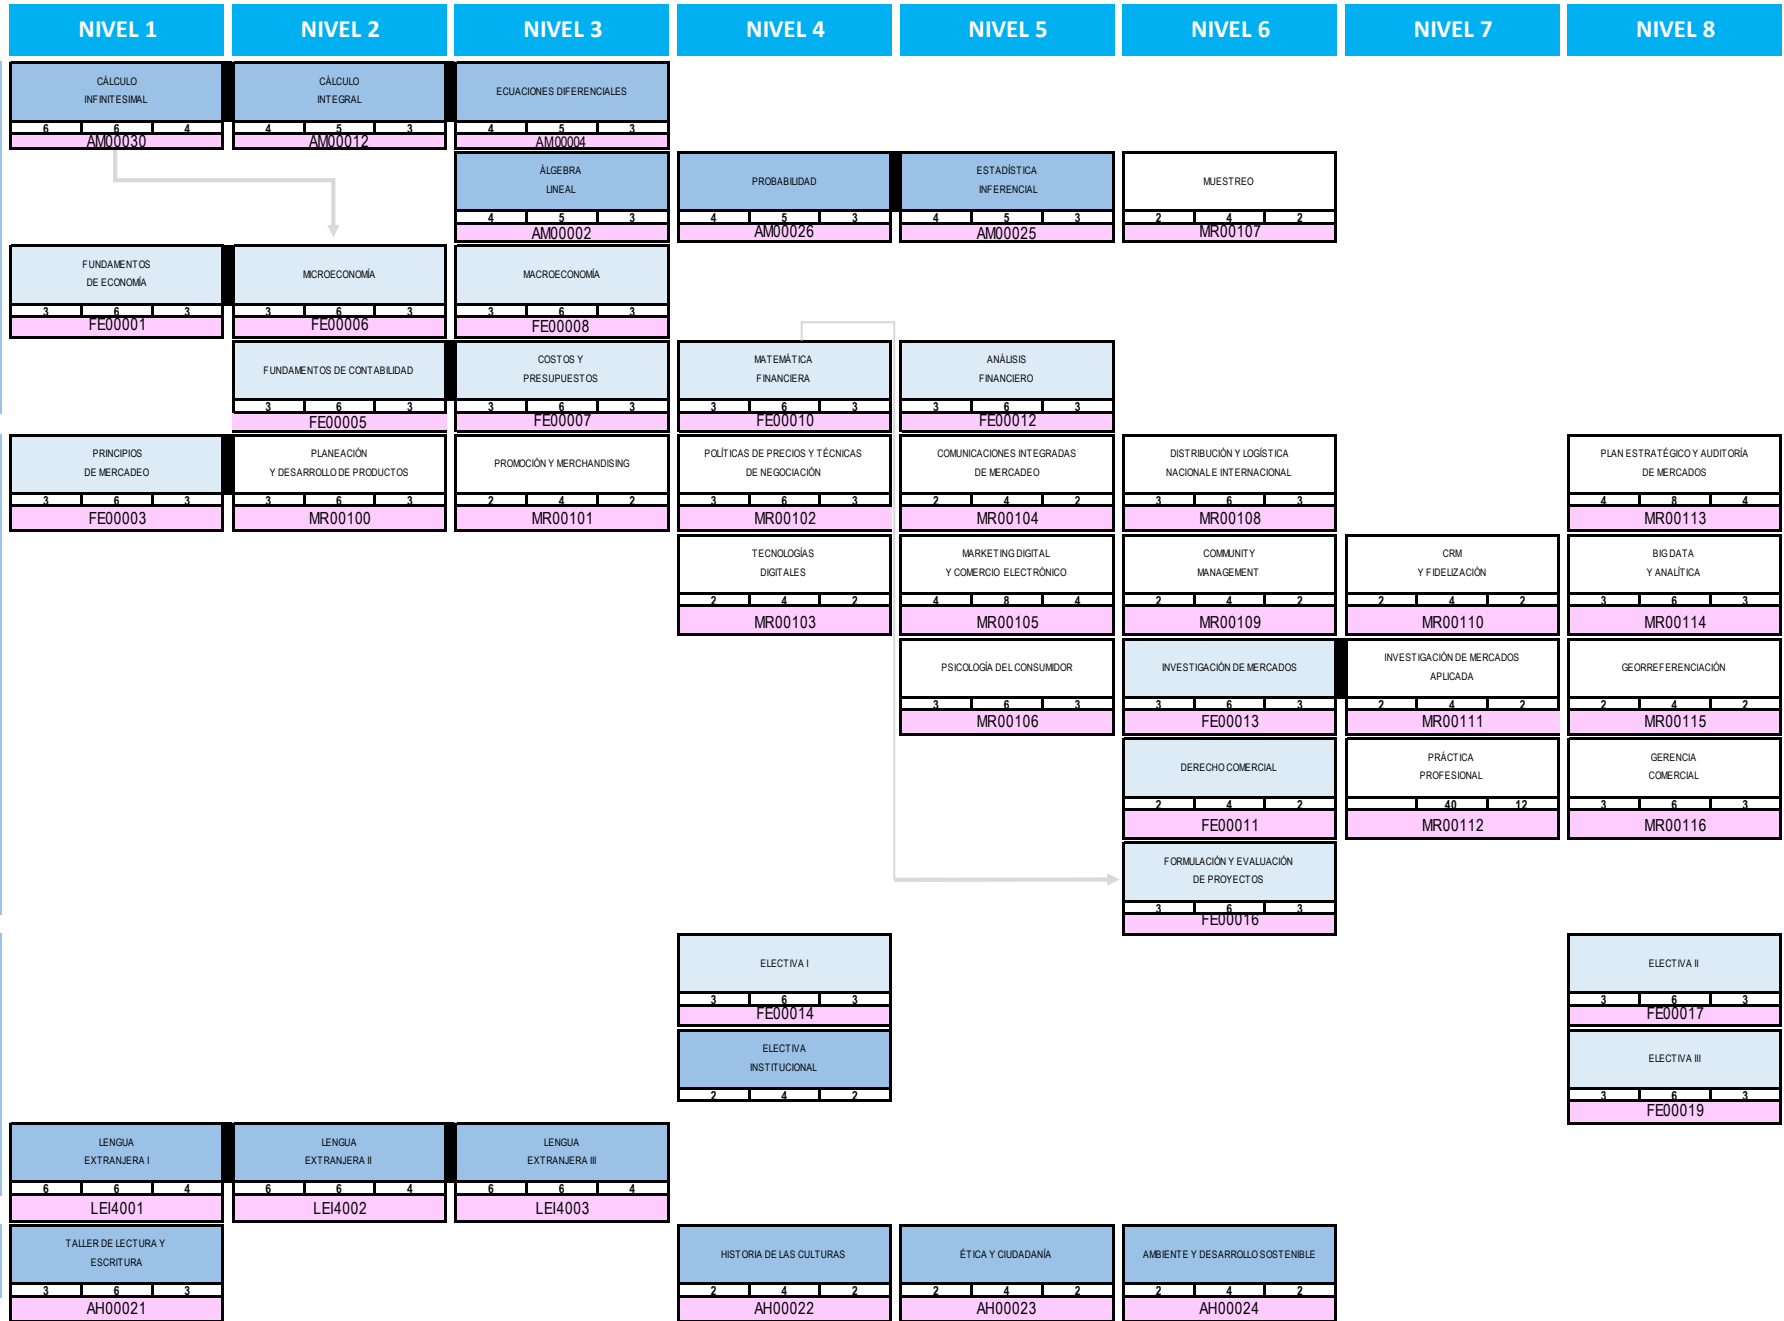 NIVEL 1 NIVEL 2 NIVEL 3 NIVEL 4 NIVEL 5 NIVEL 6 NIVEL 7 NIVEL 8
CÁLCULO
INFINITESIMAL
6 6 4
AM00030
CÁLCULO
INTEGRAL
4 5 3
AM00012
ECUACIONES DIFERENCIALES
4 5 3
AM00004
ÁLGEBRA
LINEAL
4 5 3
AM00002
PROBABILIDAD
4 5 3
AM00026
ESTADÍSTICA
INFERENCIAL
4 5 3
AM00025
MUESTREO
2 4 2
MR00107
FUNDAMENTOS
DE ECONOMÍA
3 6 3
FE00001
MICROECONOMÍA
3 6 3
FE00006
MACROECONOMÍA
3 6 3
FE00008
FUNDAMENTOS DE CONTABILIDAD
3 6 3
FE00005
COSTOS Y
PRESUPUESTOS
3 6 3
FE00007
MATEMÁTICA
FINANCIERA
3 6 3
FE00010
ANÁLISIS
FINANCIERO
3 6 3
FE00012
PRINCIPIOS
DE MERCADEO
3 6 3
FE00003
PLANEACIÓN
Y DESARROLLO DE PRODUCTOS
3 6 3
MR00100
PROMOCIÓN Y MERCHANDISING
2 4 2
MR00101
POLÍTICAS DE PRECIOS Y TÉCNICAS
DE NEGOCIACIÓN
3 6 3
MR00102
COMUNICACIONES INTEGRADAS
DE MERCADEO
2 4 2
MR00104
DISTRIBUCIÓN Y LOGÍSTICA
NACIONAL E INTERNACIONAL
3 6 3
MR00108
PLAN ESTRATÉGICO Y AUDITORÍA
DE MERCADOS
4 8 4
MR00113
TECNOLOGÍAS
DIGITALES
2 4 2
MR00103
MARKETING DIGITAL
Y COMERCIO ELECTRÓNICO
4 8 4
MR00105
COMMUNITY
MANAGEMENT
2 4 2
MR00109
CRM
Y FIDELIZACIÓN
2 4 2
MR00110
BIG DATA
Y ANALÍTICA
3 6 3
MR00114
PSICOLOGÍA DEL CONSUMIDOR
3 6 3
MR00106
INVESTIGACIÓN DE MERCADOS
3 6 3
FE00013
INVESTIGACIÓN DE MERCADOS
APLICADA
2 4 2
MR00111
GEORREFERENCIACIÓN
2 4 2
MR00115
DERECHO COMERCIAL
2 4 2
FE00011
PRÁCTICA
PROFESIONAL
40 12
MR00112
GERENCIA
COMERCIAL
3 6 3
MR00116
FORMULACIÓN Y EVALUACIÓN
DE PROYECTOS
3 6 3
FE00016
ELECTIVA I
3 6 3
FE00014
ELECTIVA II
3 6 3
FE00017
ELECTIVA
INSTITUCIONAL
2 4 2
ELECTIVA III
3 6 3
FE00019
LENGUA
EXTRANJERA I
6 6 4
LEI4001
LENGUA
EXTRANJERA II
6 6 4
LEI4002
LENGUA
EXTRANJERA III
6 6 4
LEI4003
TALLER DE LECTURA Y
ESCRITURA
3 6 3
AH00021
HISTORIA DE LAS CULTURAS
2 4 2
AH00022
ÉTICA Y CIUDADANÍA
2 4 2
AH00023
AMBIENTE Y DESARROLLO SOSTENIBLE
2 4 2
AH00024